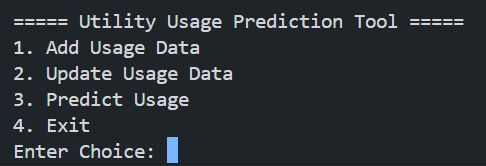 ===== Utility Usage Prediction Tool =====
1. Add Usage Data
2. Update Usage Data
3. Predict Usage
4. Exit
Enter Choice: